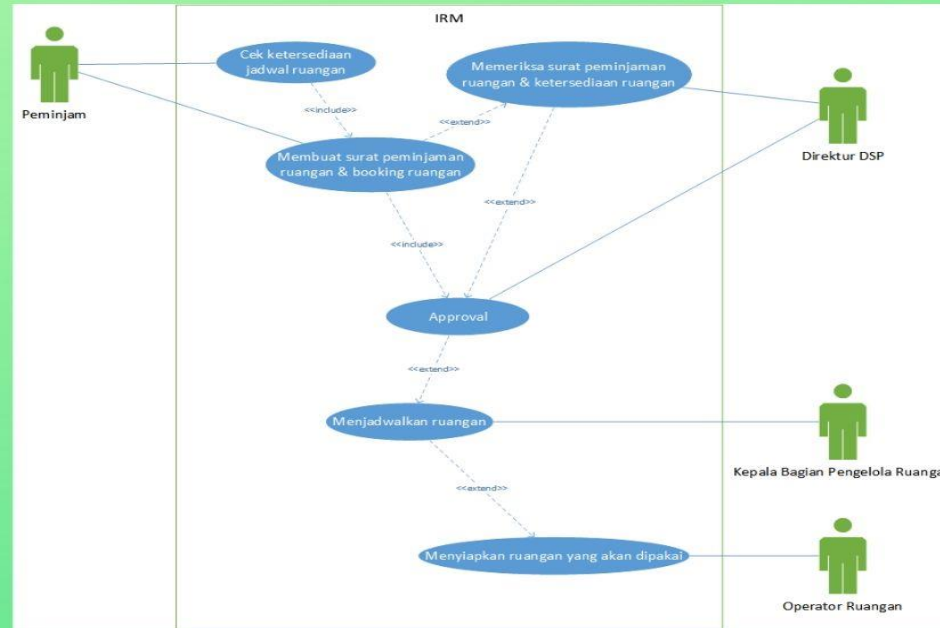 IRM
Cek ketersediaan
jadwal ruangan
Memeriksa surat peminjaman
ruangan & ketersediaan ruangan
Peminjam
<<include>>
<<extend>>
Membuat surat peminjaman
ruangan & booking ruangan
Direktur DSP
<<extend>>
<<include>>
Approval
<<extend>>
Menjadwalkan ruangan
Kepala Bagian Pengelola Ruanga
<<extend>>
Menyiapkan ruangan yang akan dipakai
Operator Ruangan